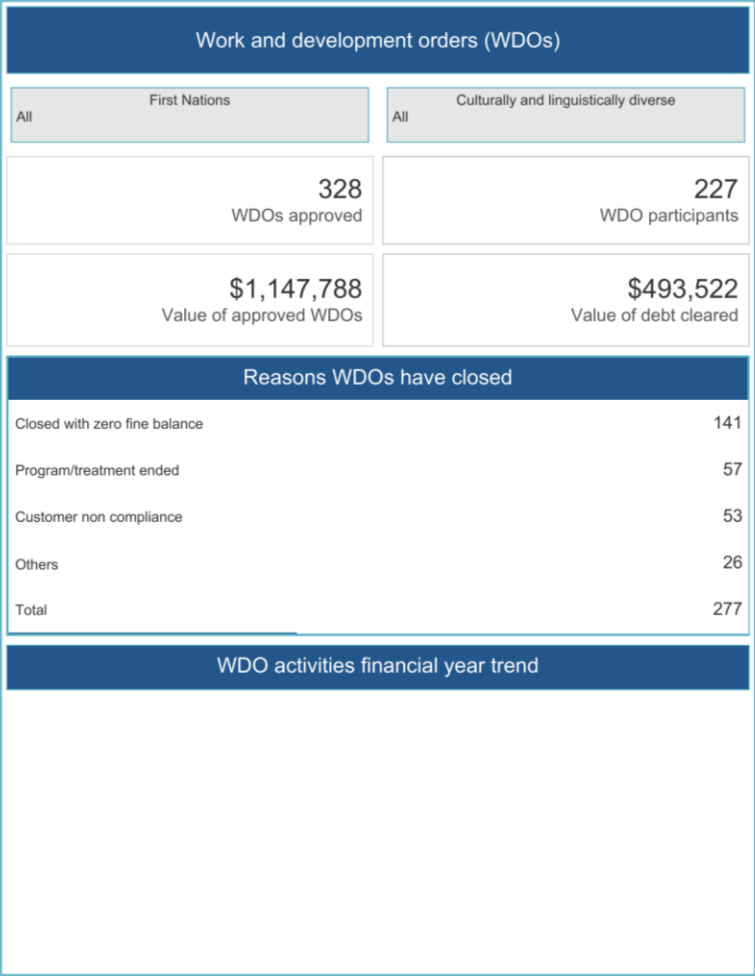 Work and development orders (WDOs)
First Nations
All
Culturally and linguistically diverse
All
328
WDOs approved
227
WDO participants
$1,147,788
Value of approved WDOs
$493,522
Value of debt cleared
Reasons WDOs have closed
Closed with zero fine balance 141
Program/treatment ended 57
Customer non compliance 53
Others 26
Total 277
WDO activities financial year trend